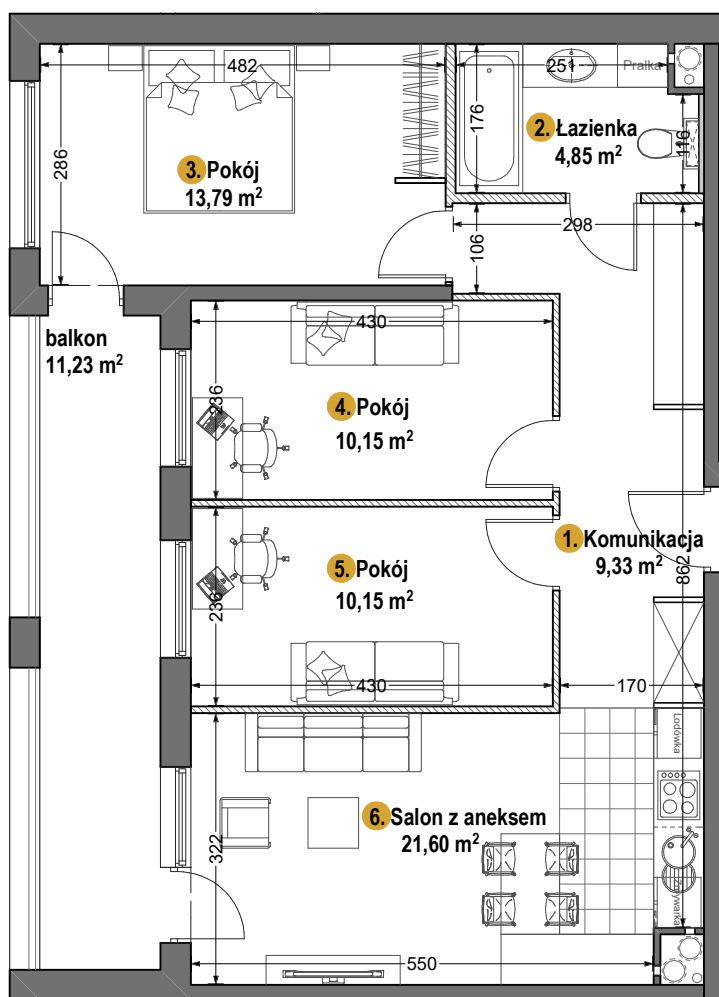 482
251
Pralka
176
116
2. Łazienka
4,85 m²
3. Pokój
13,79 m²
286
298
106
430
balkon
11,23 m²
236
4. Pokój
10,15 m²
1. Komunikacja
9,33 m²
862
5. Pokój
10,15 m²
236
430
170
Lodówka
6. Salon z aneksem
21,60 m²
322
Zmywarka
550